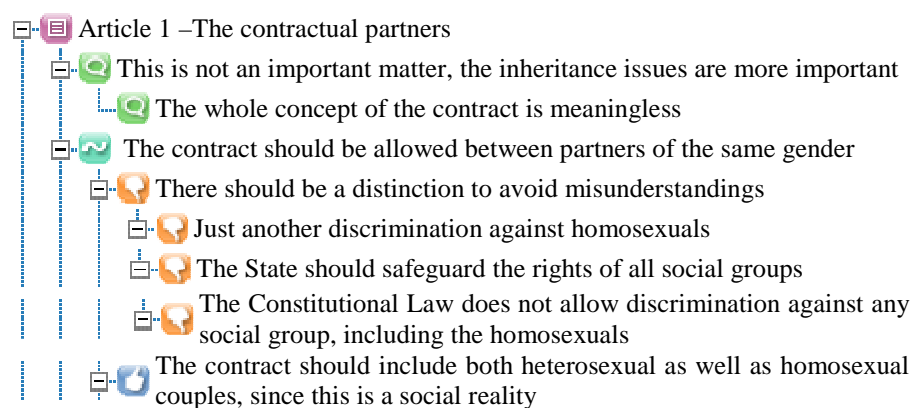 Article 1 –The contractual partners
This is not an important matter, the inheritance issues are more important
The whole concept of the contract is meaningless
The contract should be allowed between partners of the same gender
There should be a distinction to avoid misunderstandings
Just another discrimination against homosexuals
The State should safeguard the rights of all social groups
The Constitutional Law does not allow discrimination against any
social group, including the homosexuals
The contract should include both heterosexual as well as homosexual
couples, since this is a social reality